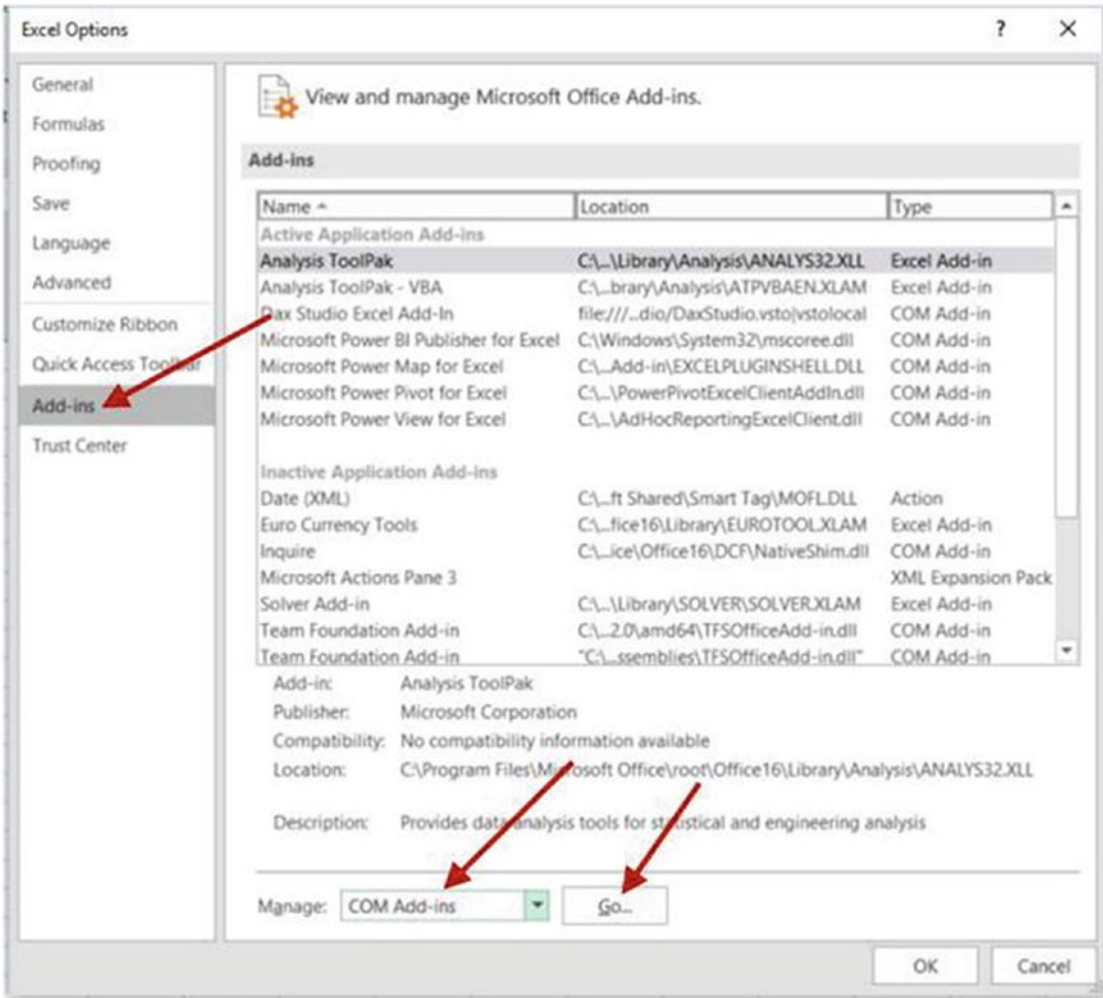 Excel Options ? ×
General
Formulas
Proofing
Save
Language
Advanced
Customize Ribbon
Quick Access Toolbar
Add-ins
Trust Center
View and manage Microsoft Office Add-ins.
Add-ins
Name Location Type
Active Application Add-ins
Analysis ToolPak C:\...\Library\Analysis\ANALYS32.XLL Excel Add-in
Analysis ToolPak - VBA C:\...brary\Analysis\ATPVBAEN.XLAM Excel Add-in
Dax Studio Excel Add-In file:///...dio/DaxStudio.vsto|vstolocal COM Add-in
Microsoft Power BI Publisher for Excel C:\Windows\System32\mscoree.dll COM Add-in
Microsoft Power Map for Excel C:\...Add-in\EXCELPLUGINSHELL.DLL COM Add-in
Microsoft Power Pivot for Excel C:\...\PowerPivotExcelClientAddIn.dll COM Add-in
Microsoft Power View for Excel C:\...\AdHocReportingExcelClient.dll COM Add-in
Inactive Application Add-ins
Date (XML) C:\...ft Shared\Smart Tag\MOFL.DLL Action
Euro Currency Tools C:\...fice16\Library\EUROTOOL.XLAM Excel Add-in
Inquire C:\...ice\Office16\DCF\NativeShim.dll COM Add-in
Microsoft Actions Pane 3 XML Expansion Pack
Solver Add-in C:\...\Library\SOLVER\SOLVER.XLAM Excel Add-in
Team Foundation Add-in C:\...2.0\amd64\TFSOfficeAdd-in.dll COM Add-in
Team Foundation Add-in "C:\...ssemblies\TFSOfficeAdd-in.dll" COM Add-in
Add-in: Analysis ToolPak
Publisher: Microsoft Corporation
Compatibility: No compatibility information available
Location: C:\Program Files\Microsoft Office\root\Office16\Library\Analysis\ANALYS32.XLL
Description: Provides data analysis tools for statistical and engineering analysis
Manage: COM Add-ins Go...
OK Cancel